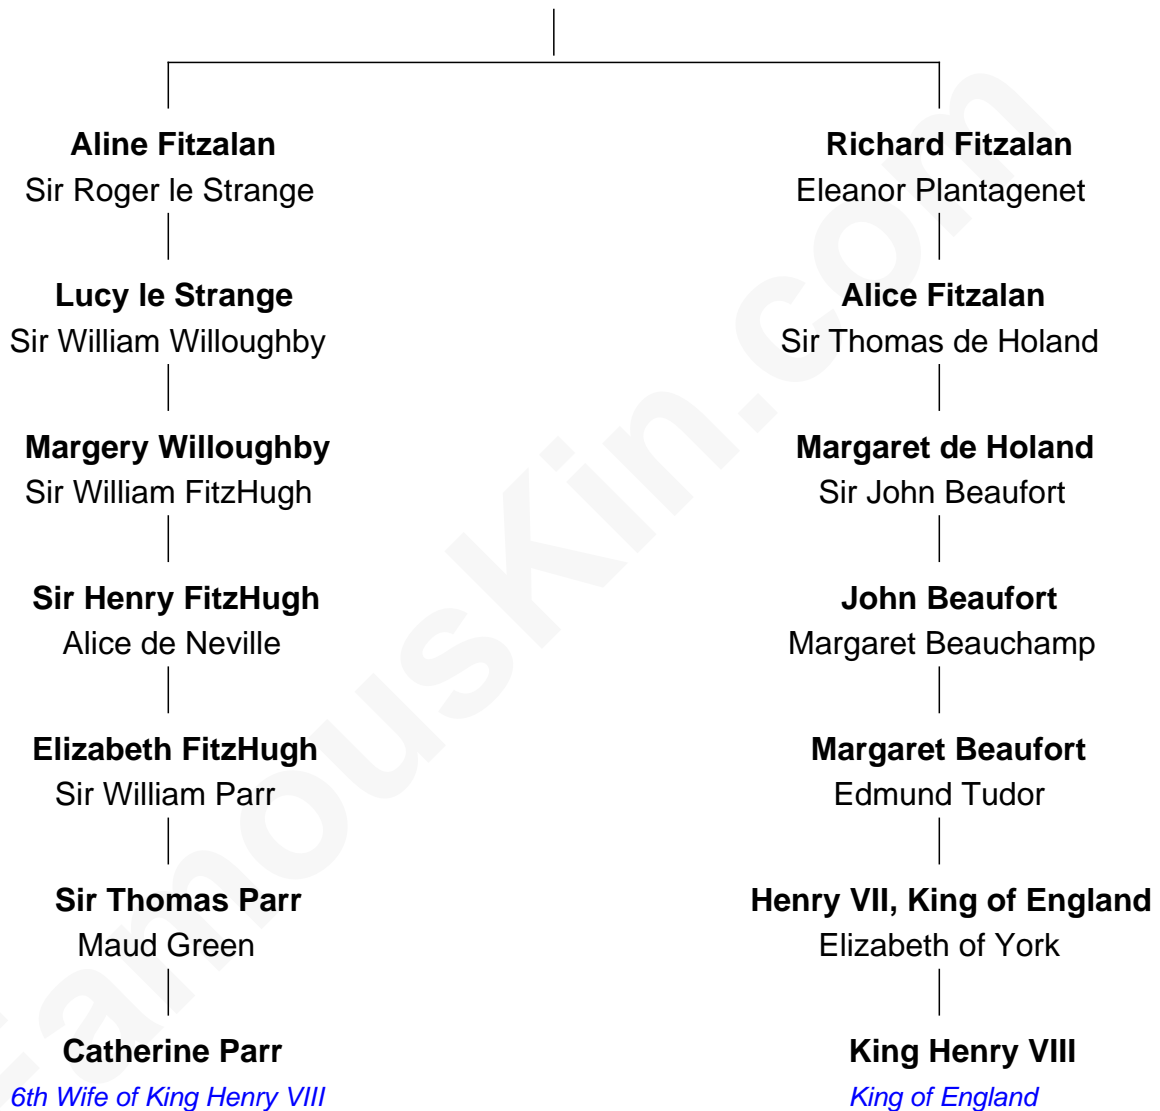 Aline Fitzalan
Sir Roger le Strange
Lucy le Strange
Sir William Willoughby
Margery Willoughby
Sir William FitzHugh
Sir Henry FitzHugh
Alice de Neville
Elizabeth FitzHugh
Sir William Parr
Sir Thomas Parr
Maud Green
Catherine Parr
6th Wife of King Henry VIII
Richard Fitzalan
Eleanor Plantagenet
Alice Fitzalan
Sir Thomas de Holand
Margaret de Holand
Sir John Beaufort
John Beaufort
Margaret Beauchamp
Margaret Beaufort
Edmund Tudor
Henry VII, King of England
Elizabeth of York
King Henry VIII
King of England
FamousKin.com